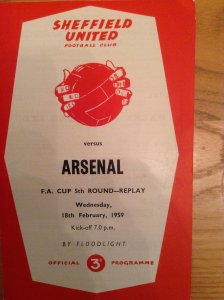 SHEFFIELD
UNITED
FOOTBALL CLUB
versus
ARSENAL
F.A. CUP 5th ROUND—REPLAY
Wednesday,
18th February, 1959
Kick-off 7.0 p.m.
BY FLOODLIGHT
OFFICIAL 3D PROGRAMME